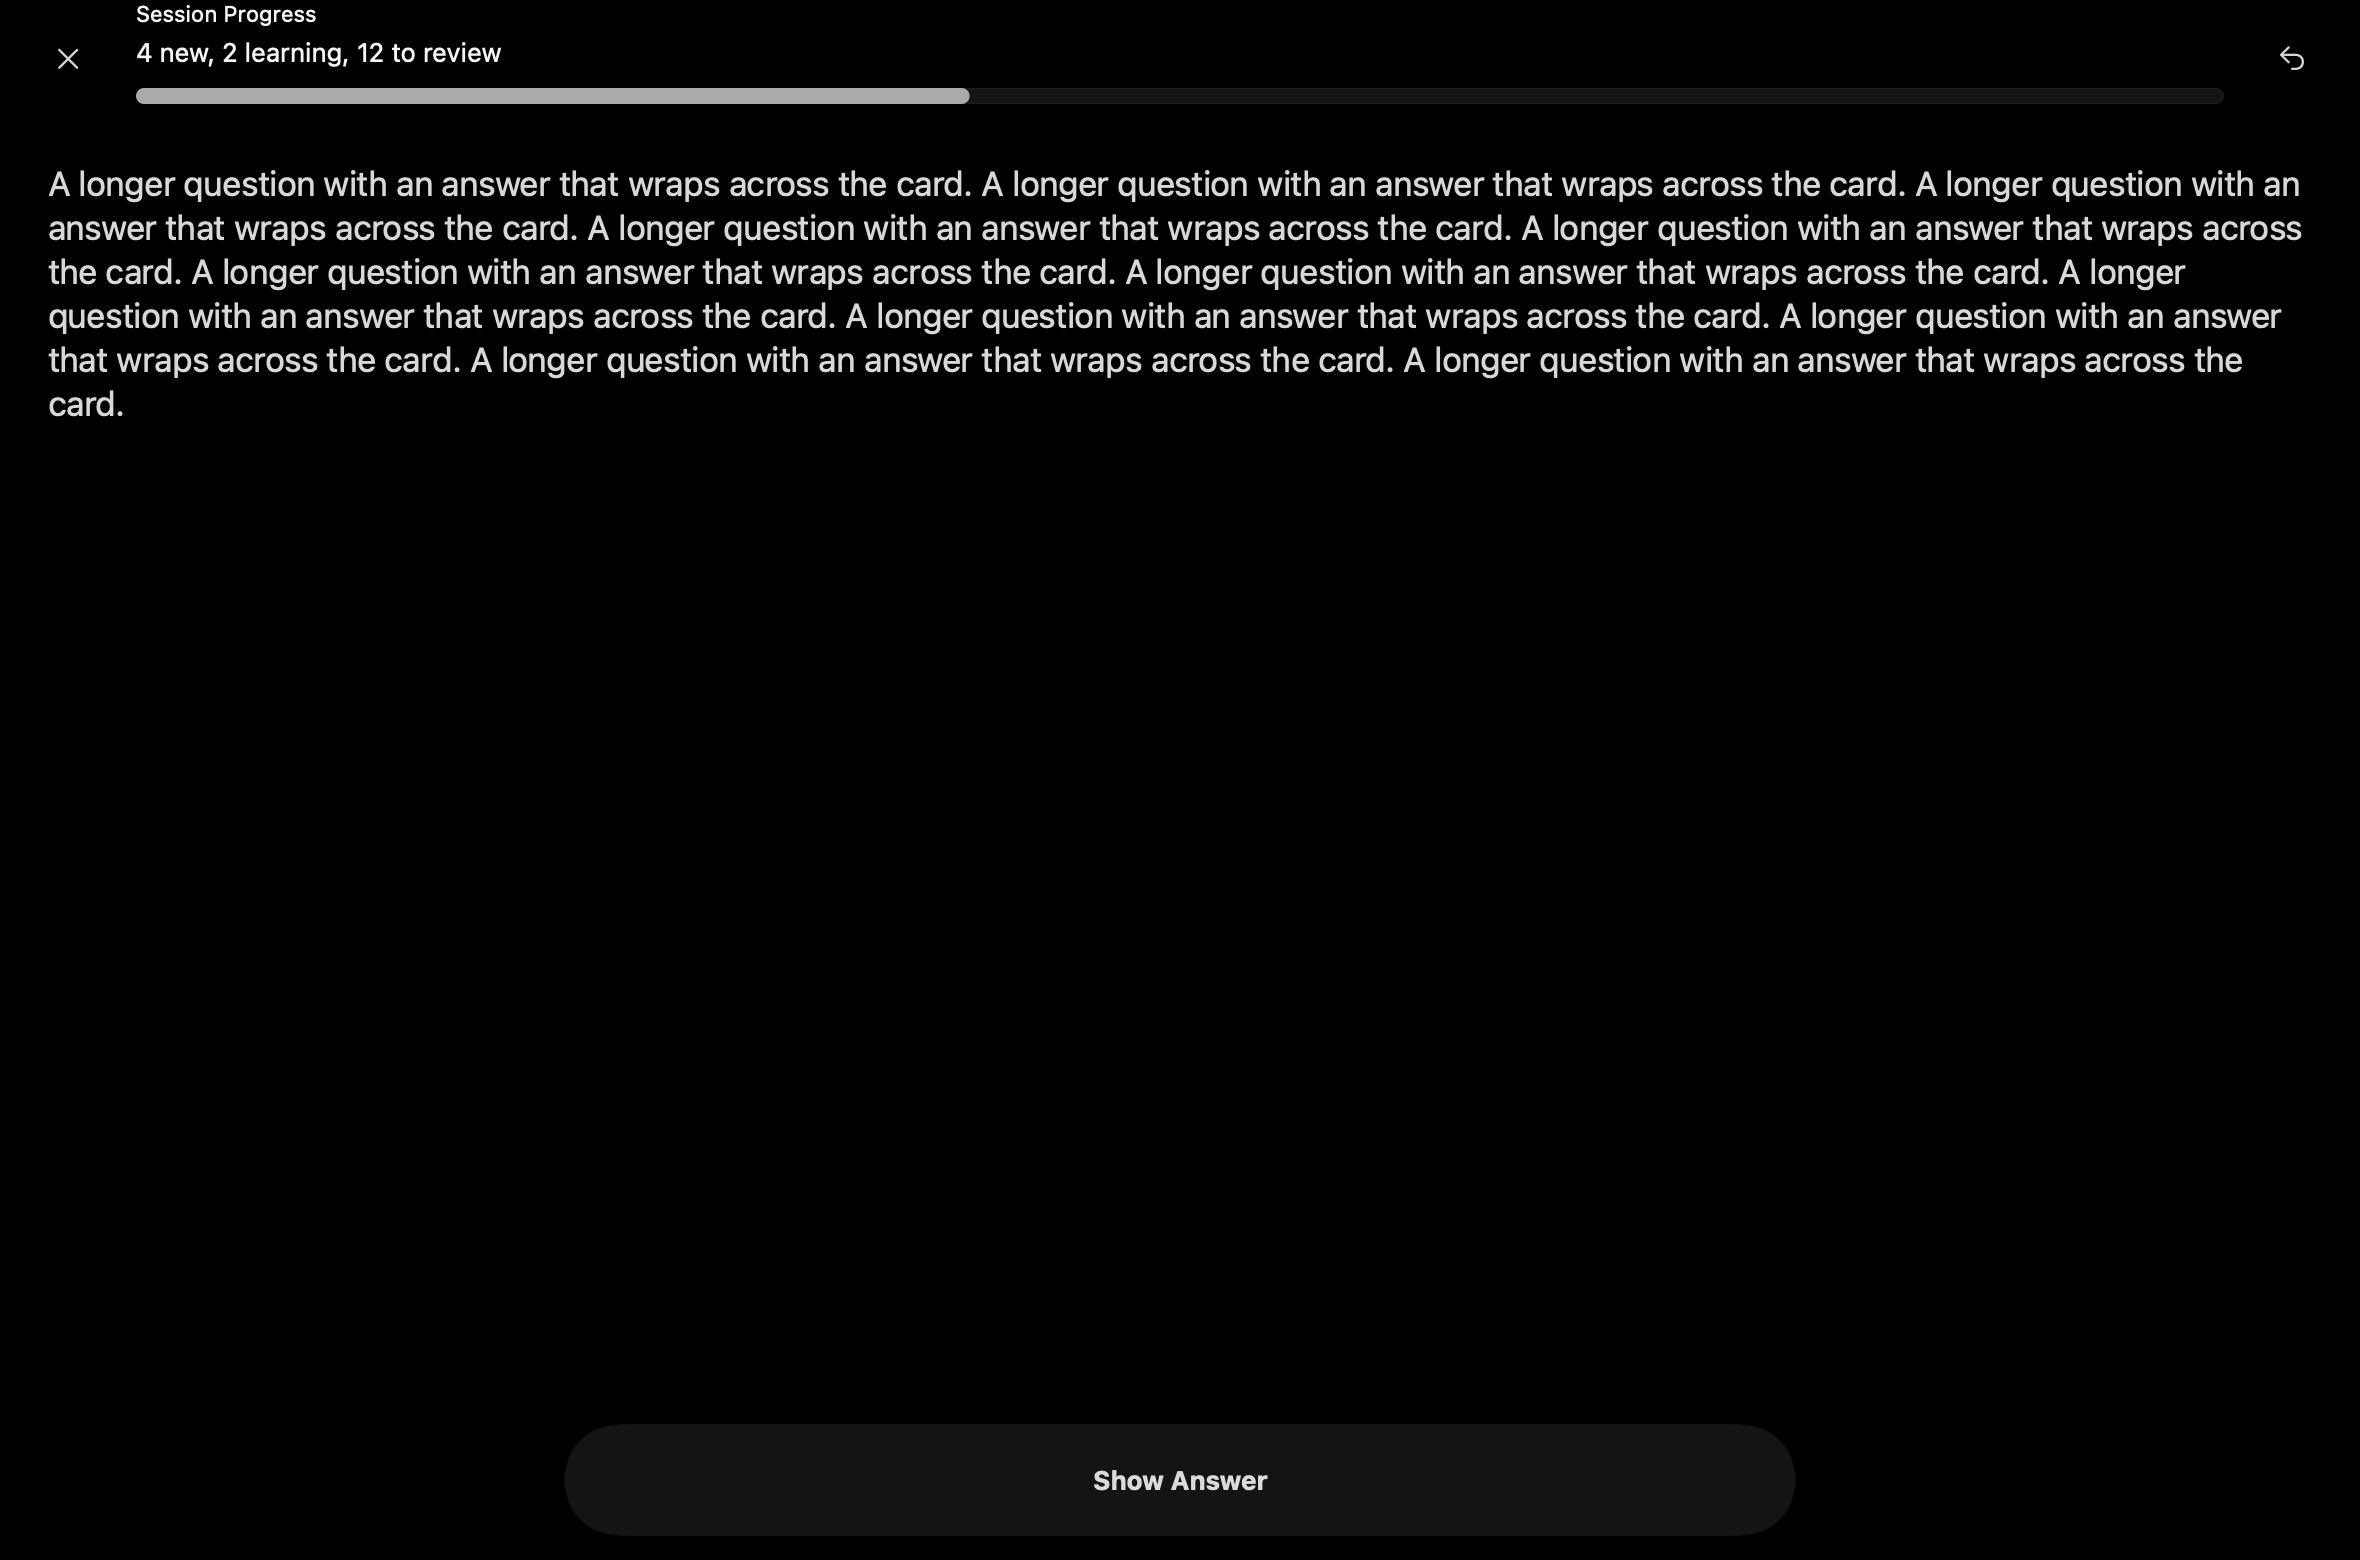 Session Progress
4 new, 2 learning, 12 to review
A longer question with an answer that wraps across the card. A longer question with an answer that wraps across the card. A longer question with an
answer that wraps across the card. A longer question with an answer that wraps across the card. A longer question with an answer that wraps across
the card. A longer question with an answer that wraps across the card. A longer question with an answer that wraps across the card. A longer
question with an answer that wraps across the card. A longer question with an answer that wraps across the card. A longer question with an answer
that wraps across the card. A longer question with an answer that wraps across the card. A longer question with an answer that wraps across the
card.
Show Answer